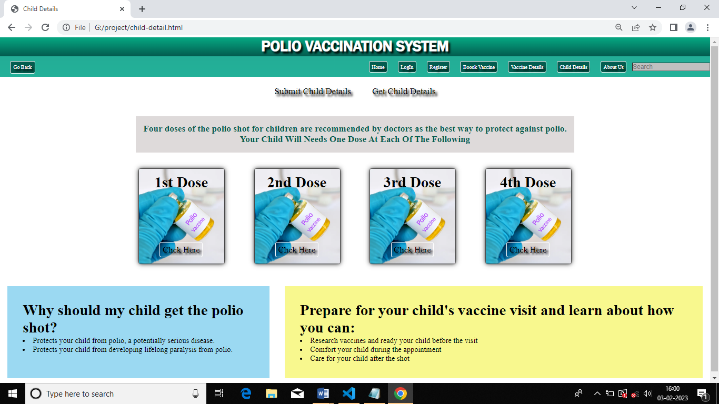 Child Details
File
G:/project/child-detail.html
POLIO VACCINATION SYSTEM
Go Back
Home
Login
Register
Boook Vaccine
Vaccine Details
Child Details
About Us
Search
Submit Child Details
Get Child Details
Four doses of the polio shot for children are recommended by doctors as the best way to protect against polio.
Your Child Will Needs One Dose At Each Of The Following
1st Dose
2nd Dose
3rd Dose
4th Dose
Polio
Vaccine
Polio
Vaccine
Polio
Vaccine
Polio
Vaccine
Click Here
Click Here
Click Here
Click Here
Why should my child get the polio
shot?
Protects your child from polio, a potentially serious disease.
Protects your child from developing lifelong paralysis from polio.
Prepare for your child's vaccine visit and learn about how
you can:
Research vaccines and ready your child before the visit
Comfort your child during the appointment
Care for your child after the shot
Type here to search
16:00
03-02-2023